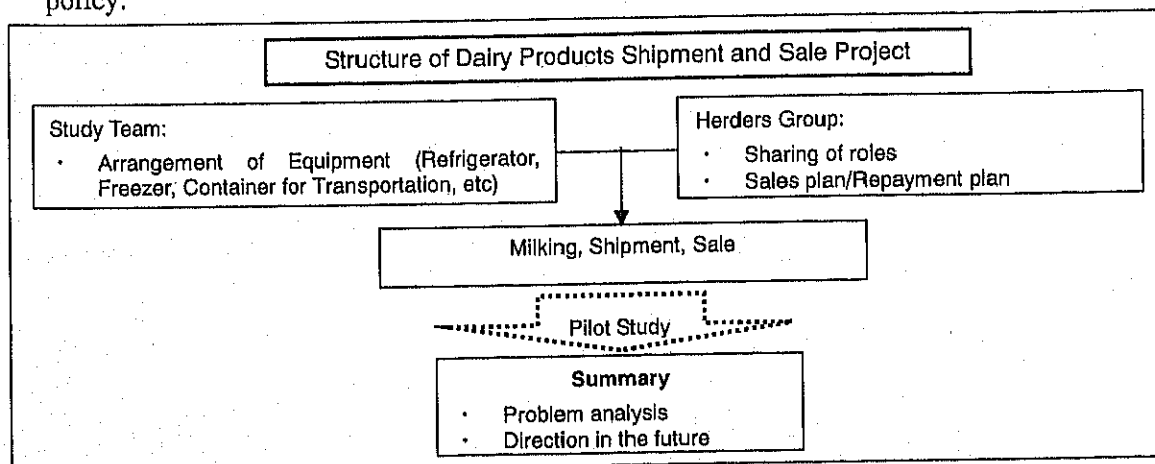 policy.
Structure of Dairy Products Shipment and Sale Project
Study Team:
· Arrangement of Equipment (Refrigerator,
Freezer, Container for Transportation, etc)
Herders Group:
· Sharing of roles
· Sales plan/Repayment plan
Milking, Shipment, Sale
Pilot Study
Summary
· Problem analysis
· Direction in the future